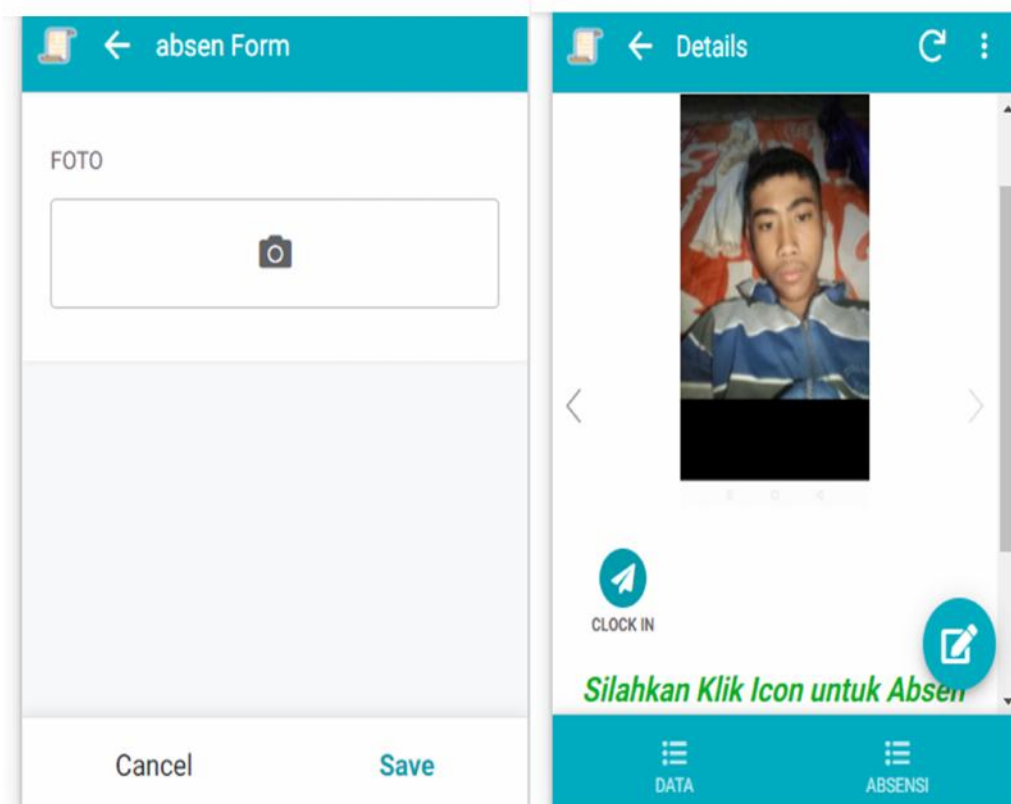 absen Form
FOTO
Cancel
Save
Details
CLOCK IN
Silahkan Klik Icon untuk Absen
DATA
ABSENSI